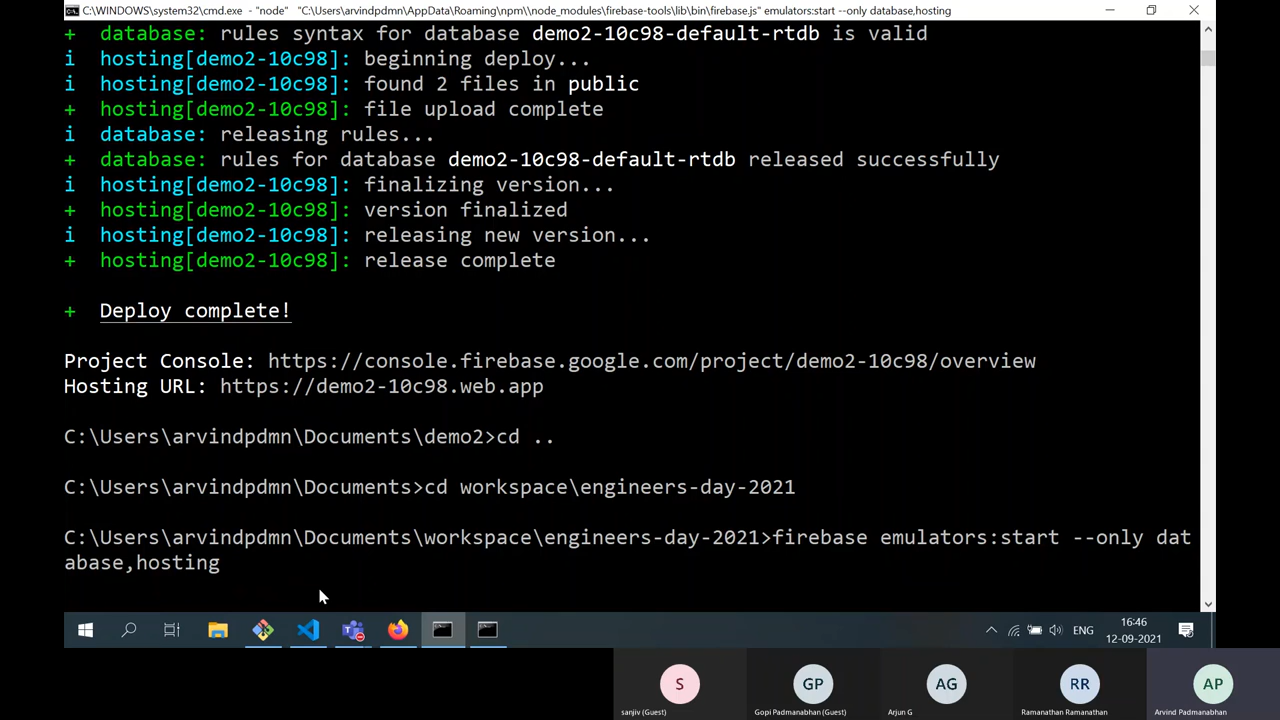 C:\WINDOWS\system32\cmd.exe - "node" "C:\Users\arvindpdmn\AppData\Roaming\npm\\node_modules\firebase-tools\lib\bin\firebase.js" emulators:start --only database,hosting
+ database: rules syntax for database demo2-10c98-default-rtdb is valid
i hosting[demo2-10c98]: beginning deploy...
i hosting[demo2-10c98]: found 2 files in public
+ hosting[demo2-10c98]: file upload complete
i database: releasing rules...
+ database: rules for database demo2-10c98-default-rtdb released successfully
i hosting[demo2-10c98]: finalizing version...
+ hosting[demo2-10c98]: version finalized
i hosting[demo2-10c98]: releasing new version...
+ hosting[demo2-10c98]: release complete
+ Deploy complete!
Project Console: https://console.firebase.google.com/project/demo2-10c98/overview
Hosting URL: https://demo2-10c98.web.app
C:\Users\arvindpdmn\Documents\demo2>cd ..
C:\Users\arvindpdmn\Documents>cd workspace\engineers-day-2021
C:\Users\arvindpdmn\Documents\workspace\engineers-day-2021>firebase emulators:start --only dat
abase,hosting
ENG
16:46
12-09-2021
S
GP
AG
RR
AP
sanjiv (Guest)
Gopi Padmanabhan (Guest)
Arjun G
Ramanathan Ramanathan
Arvind Padmanabhan